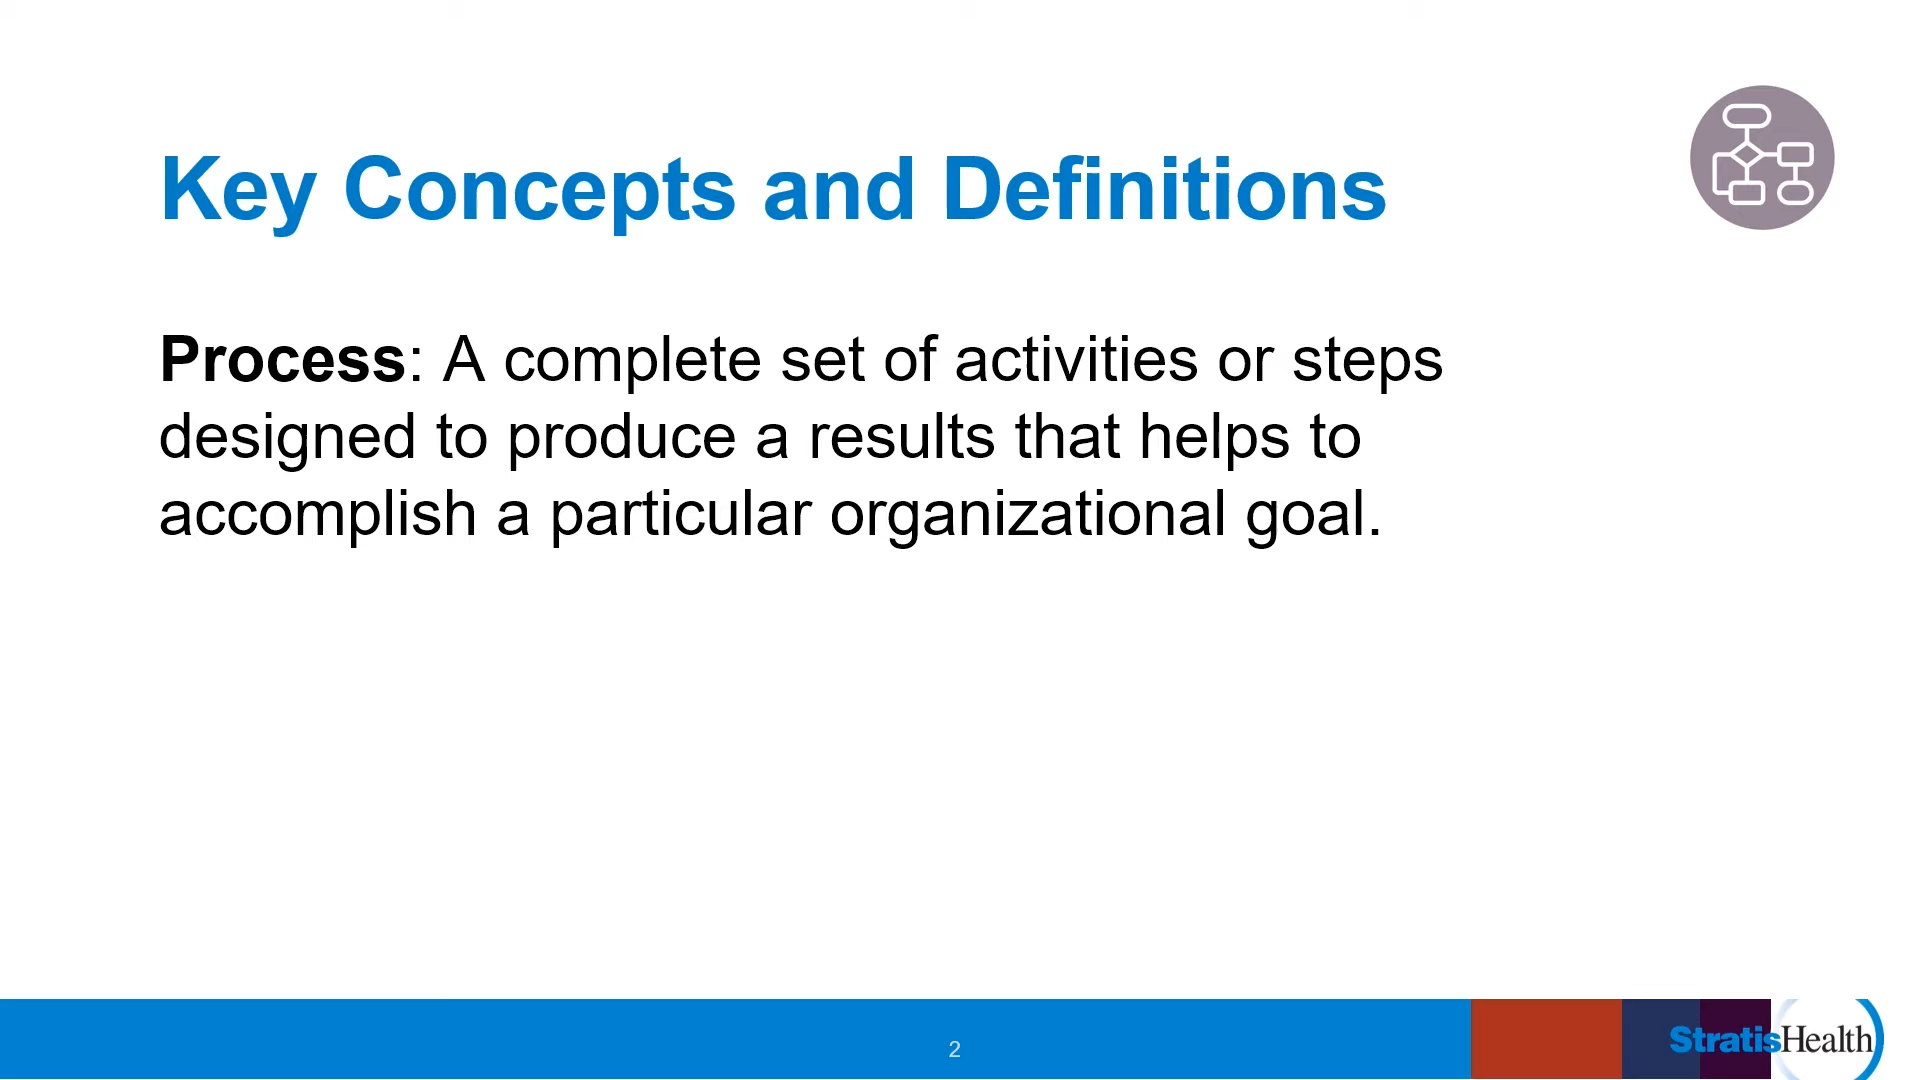 Key Concepts and Definitions
Process: A complete set of activities or steps
designed to produce a results that helps to
accomplish a particular organizational goal.
2
StratisHealth